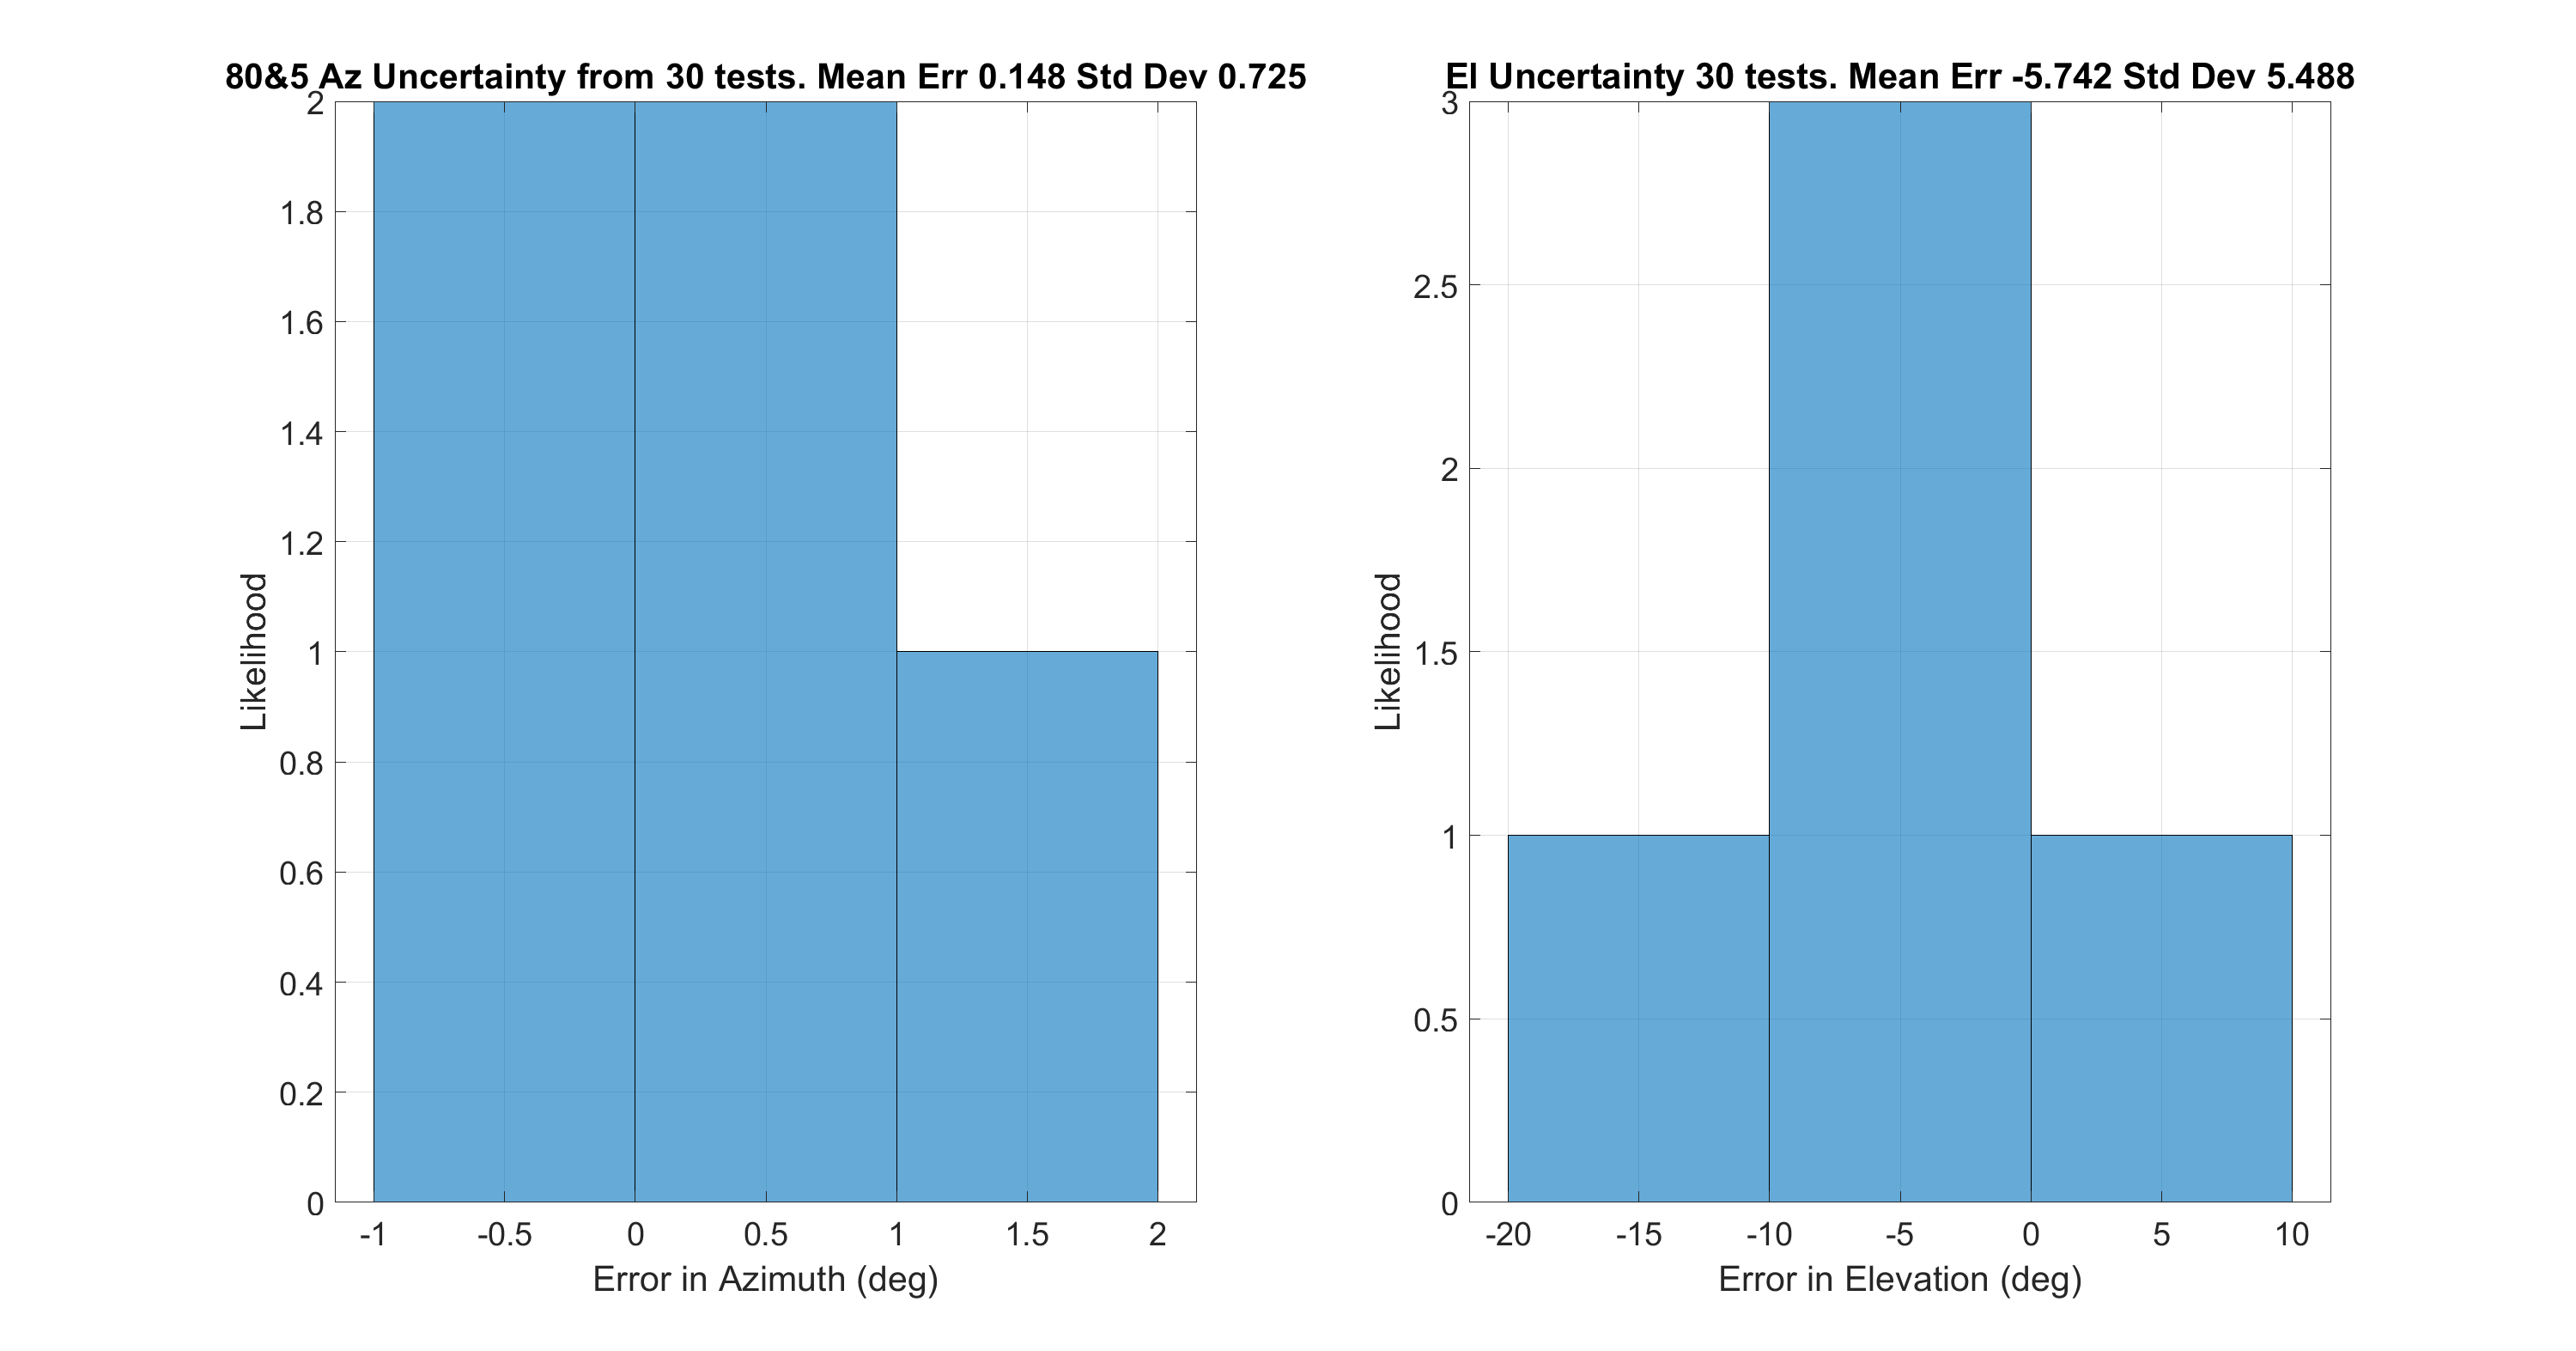 80&5 Az Uncertainty from 30 tests. Mean Err 0.148 Std Dev 0.725
2
1.8
1.6
1.4
1.2
1
0.8
0.6
0.4
0.2
0
Likelihood
-1 -0.5 0 0.5 1 1.5 2
Error in Azimuth (deg)
El Uncertainty 30 tests. Mean Err -5.742 Std Dev 5.488
3
2.5
2
1.5
1
0.5
0
Likelihood
-20 -15 -10 -5 0 5 10
Error in Elevation (deg)